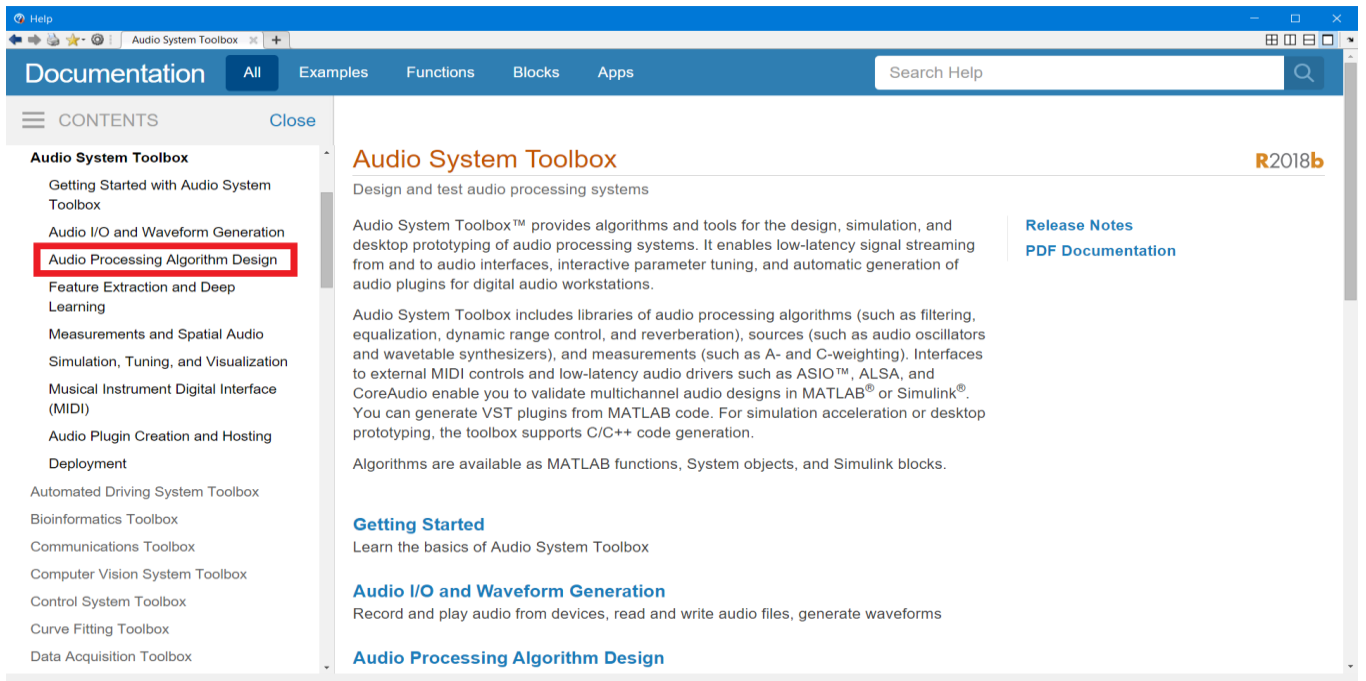 Help
Audio System Toolbox
Documentation All Examples Functions Blocks Apps Search Help
CONTENTS Close
Audio System Toolbox
Getting Started with Audio System
Toolbox
Audio I/O and Waveform Generation
Audio Processing Algorithm Design
Feature Extraction and Deep
Learning
Measurements and Spatial Audio
Simulation, Tuning, and Visualization
Musical Instrument Digital Interface
(MIDI)
Audio Plugin Creation and Hosting
Deployment
Automated Driving System Toolbox
Bioinformatics Toolbox
Communications Toolbox
Computer Vision System Toolbox
Control System Toolbox
Curve Fitting Toolbox
Data Acquisition Toolbox
Audio System Toolbox
R2018b
Design and test audio processing systems
Audio System Toolbox™ provides algorithms and tools for the design, simulation, and
desktop prototyping of audio processing systems. It enables low-latency signal streaming
from and to audio interfaces, interactive parameter tuning, and automatic generation of
audio plugins for digital audio workstations.
Audio System Toolbox includes libraries of audio processing algorithms (such as filtering,
equalization, dynamic range control, and reverberation), sources (such as audio oscillators
and wavetable synthesizers), and measurements (such as A- and C-weighting). Interfaces
to external MIDI controls and low-latency audio drivers such as ASIO™, ALSA, and
CoreAudio enable you to validate multichannel audio designs in MATLAB® or Simulink®.
You can generate VST plugins from MATLAB code. For simulation acceleration or desktop
prototyping, the toolbox supports C/C++ code generation.
Algorithms are available as MATLAB functions, System objects, and Simulink blocks.
Release Notes
PDF Documentation
Getting Started
Learn the basics of Audio System Toolbox
Audio I/O and Waveform Generation
Record and play audio from devices, read and write audio files, generate waveforms
Audio Processing Algorithm Design